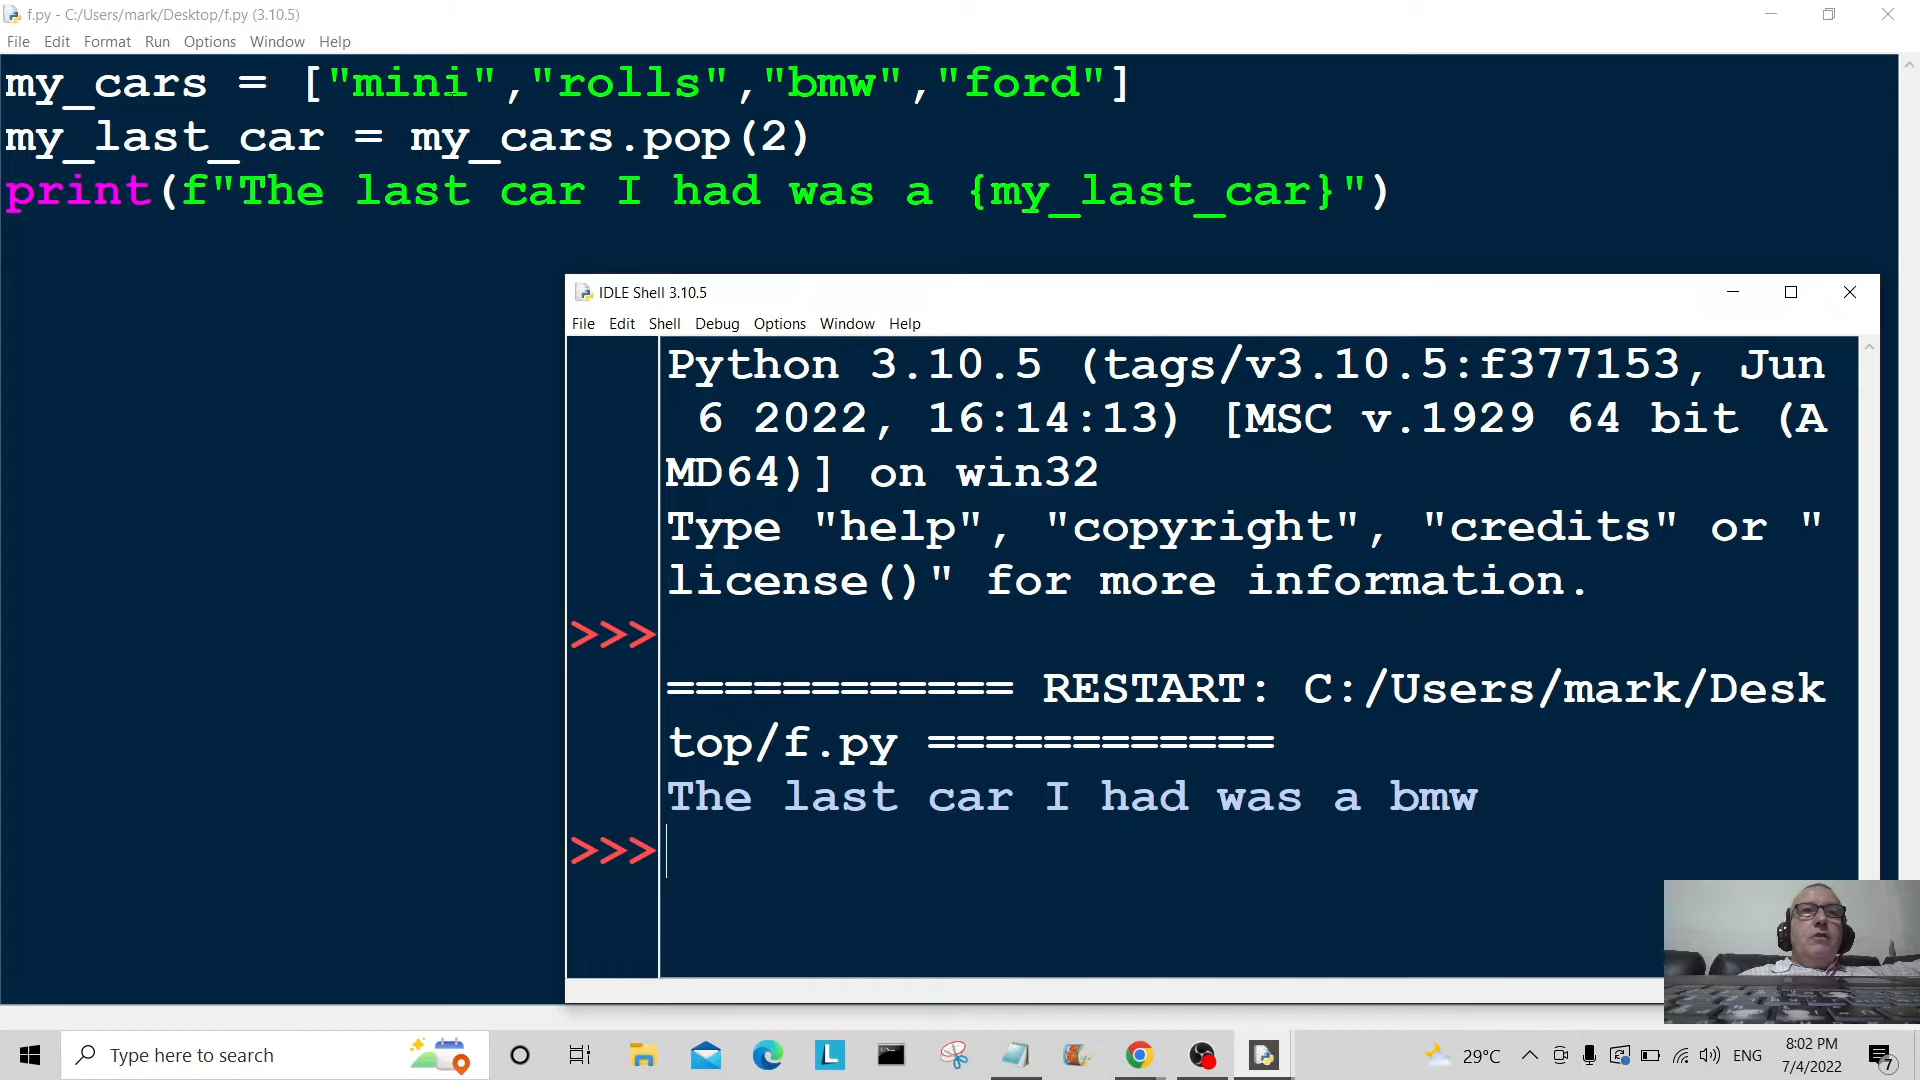 f.py - C:/Users/mark/Desktop/f.py (3.10.5)
File Edit Format Run Options Window Help
my_cars = ["mini","rolls","bmw","ford"]
my_last_car = my_cars.pop(2)
print(f"The last car I had was a {my_last_car}")
IDLE Shell 3.10.5
File Edit Shell Debug Options Window Help
Python 3.10.5 (tags/v3.10.5:f377153, Jun
6 2022, 16:14:13) [MSC v.1929 64 bit (A
MD64)] on win32
Type "help", "copyright", "credits" or "
license()" for more information.
>>>
============ RESTART: C:/Users/mark/Desk
top/f.py ============
The last car I had was a bmw
>>>
Type here to search
L
29°C
ENG
8:02 PM
7/4/2022
7